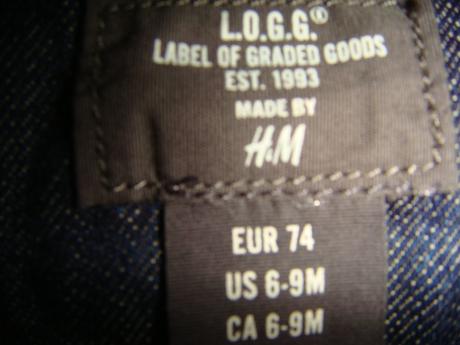 L.O.G.G.®
LABEL OF GRADED GOODS
EST. 1993
MADE BY
H&M
EUR 74
US 6-9M
CA 6-9M